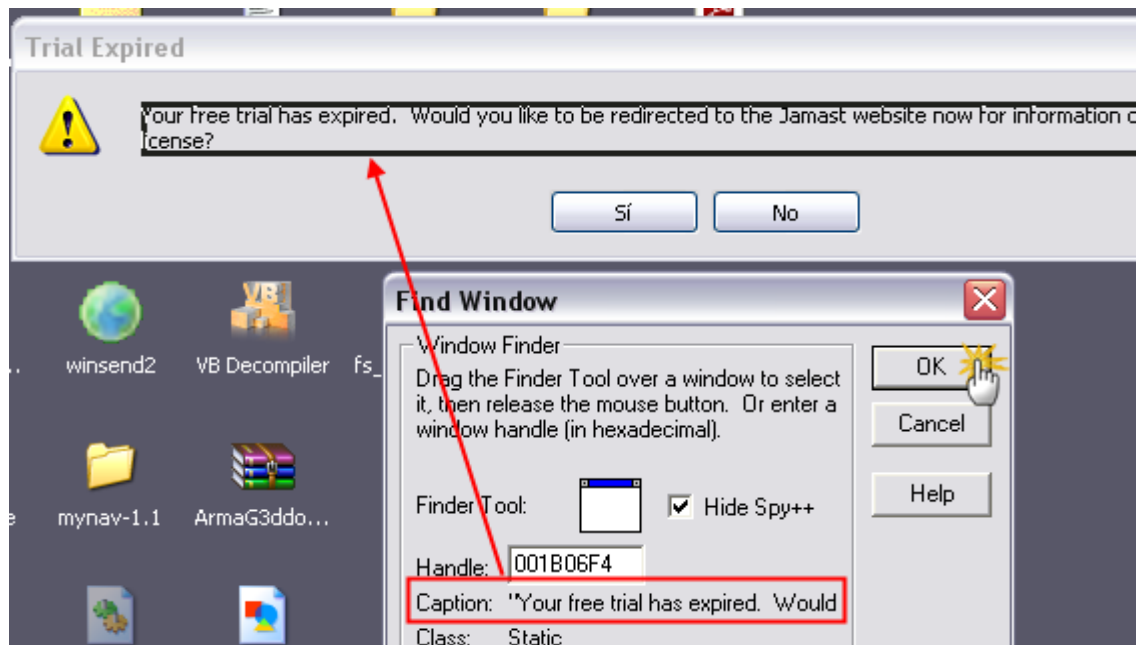 Trial Expired
Your free trial has expired. Would you like to be redirected to the Jamast website now for information
icense?
Sí
No
winsend2
VB Decompiler
fs_
mynav-1.1
ArmaG3ddo...
Find Window
Window Finder
Drag the Finder Tool over a window to select
it, then release the mouse button. Or enter a
window handle (in hexadecimal).
Finder Tool:
Hide Spy++
Handle: 001B06F4
Caption: "Your free trial has expired. Would
Class: Static
OK
Cancel
Help